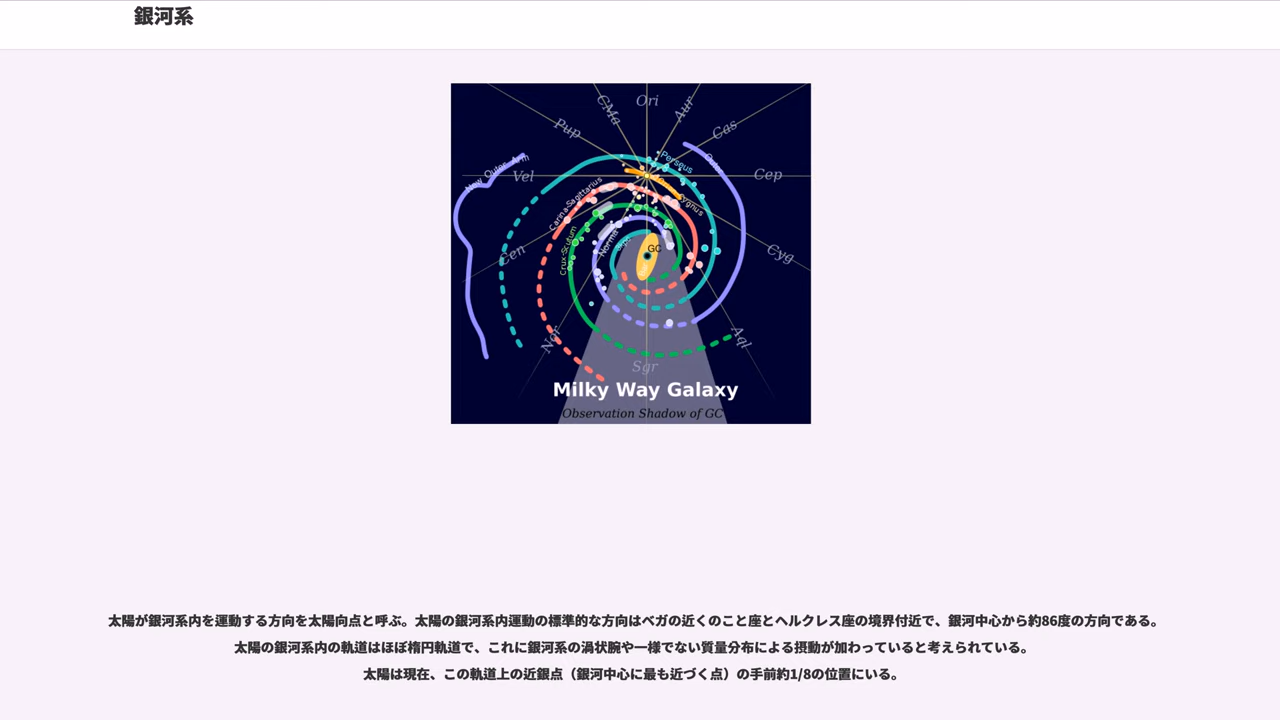 銀河系
Ori
CMa
Aur
Pup
Cas
Perseus
Outer
New Outer Arm
Vel
Cep
Carina-Sagittarius
Cygnus
Norma
Crux-Scutum
GC
Cen
Cyg
Nor
Aql
Sgr
Milky Way Galaxy
Observation Shadow of GC
太陽が銀河系内を運動する方向を太陽向点と呼ぶ。太陽の銀河系内運動の標準的な方向はベガの近くのこと座とヘルクレス座の境界付近で、銀河中心から約86度の方向である。
太陽の銀河系内の軌道はほぼ楕円軌道で、これに銀河系の渦状腕や一様でない質量分布による摂動が加わっていると考えられている。
太陽は現在、この軌道上の近銀点（銀河中心に最も近づく点）の手前約1/8の位置にいる。